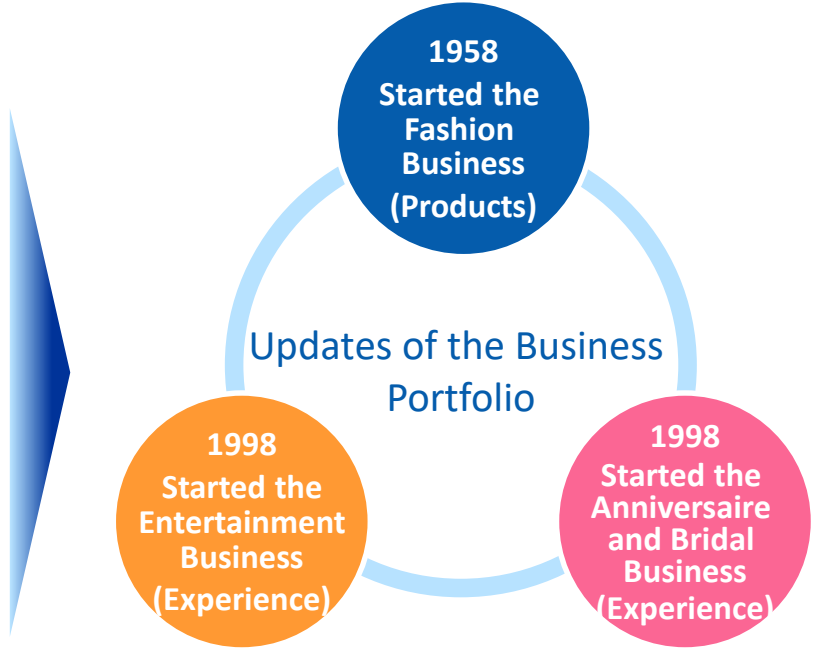 1958
Started the
Fashion
Business
(Products)
Updates of the Business
Portfolio
1998
Started the
Entertainment
Business
(Experience)
1998
Started the
Anniversaire
and Bridal
Business
(Experience)